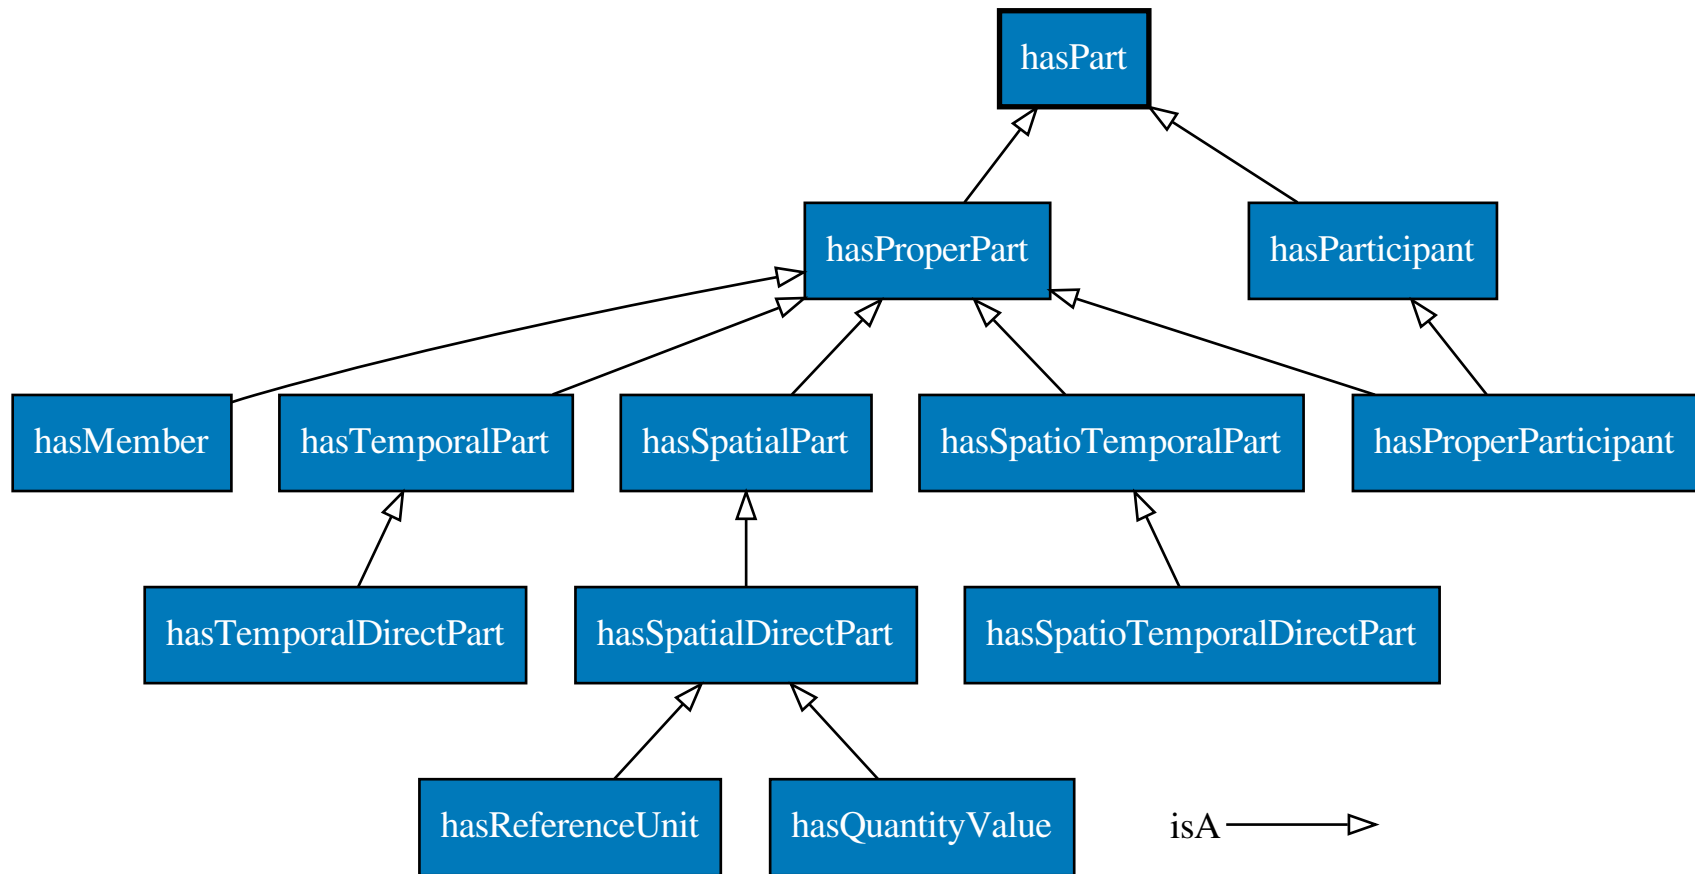 hasPart
hasProperPart
hasParticipant
hasMember
hasTemporalPart
hasSpatialPart
hasSpatioTemporalPart
hasProperParticipant
hasTemporalDirectPart
hasSpatialDirectPart
hasSpatioTemporalDirectPart
hasReferenceUnit
hasQuantityValue
isA